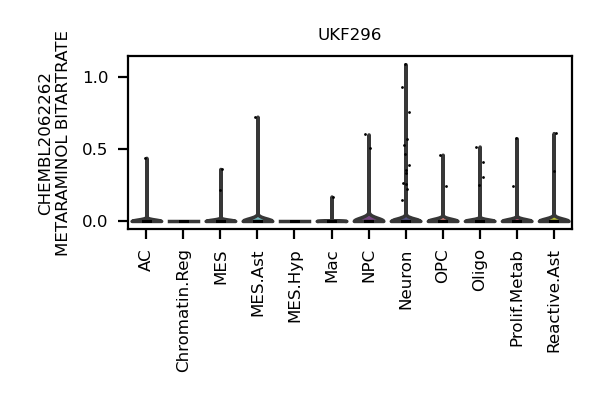 UKF296
CHEMBL2062262
METARAMINOL BITARTRATE
1.0
0.5
0.0
AC
Chromatin.Reg
MES
MES.Ast
MES.Hyp
Mac
NPC
Neuron
OPC
Oligo
Prolif.Metab
Reactive.Ast